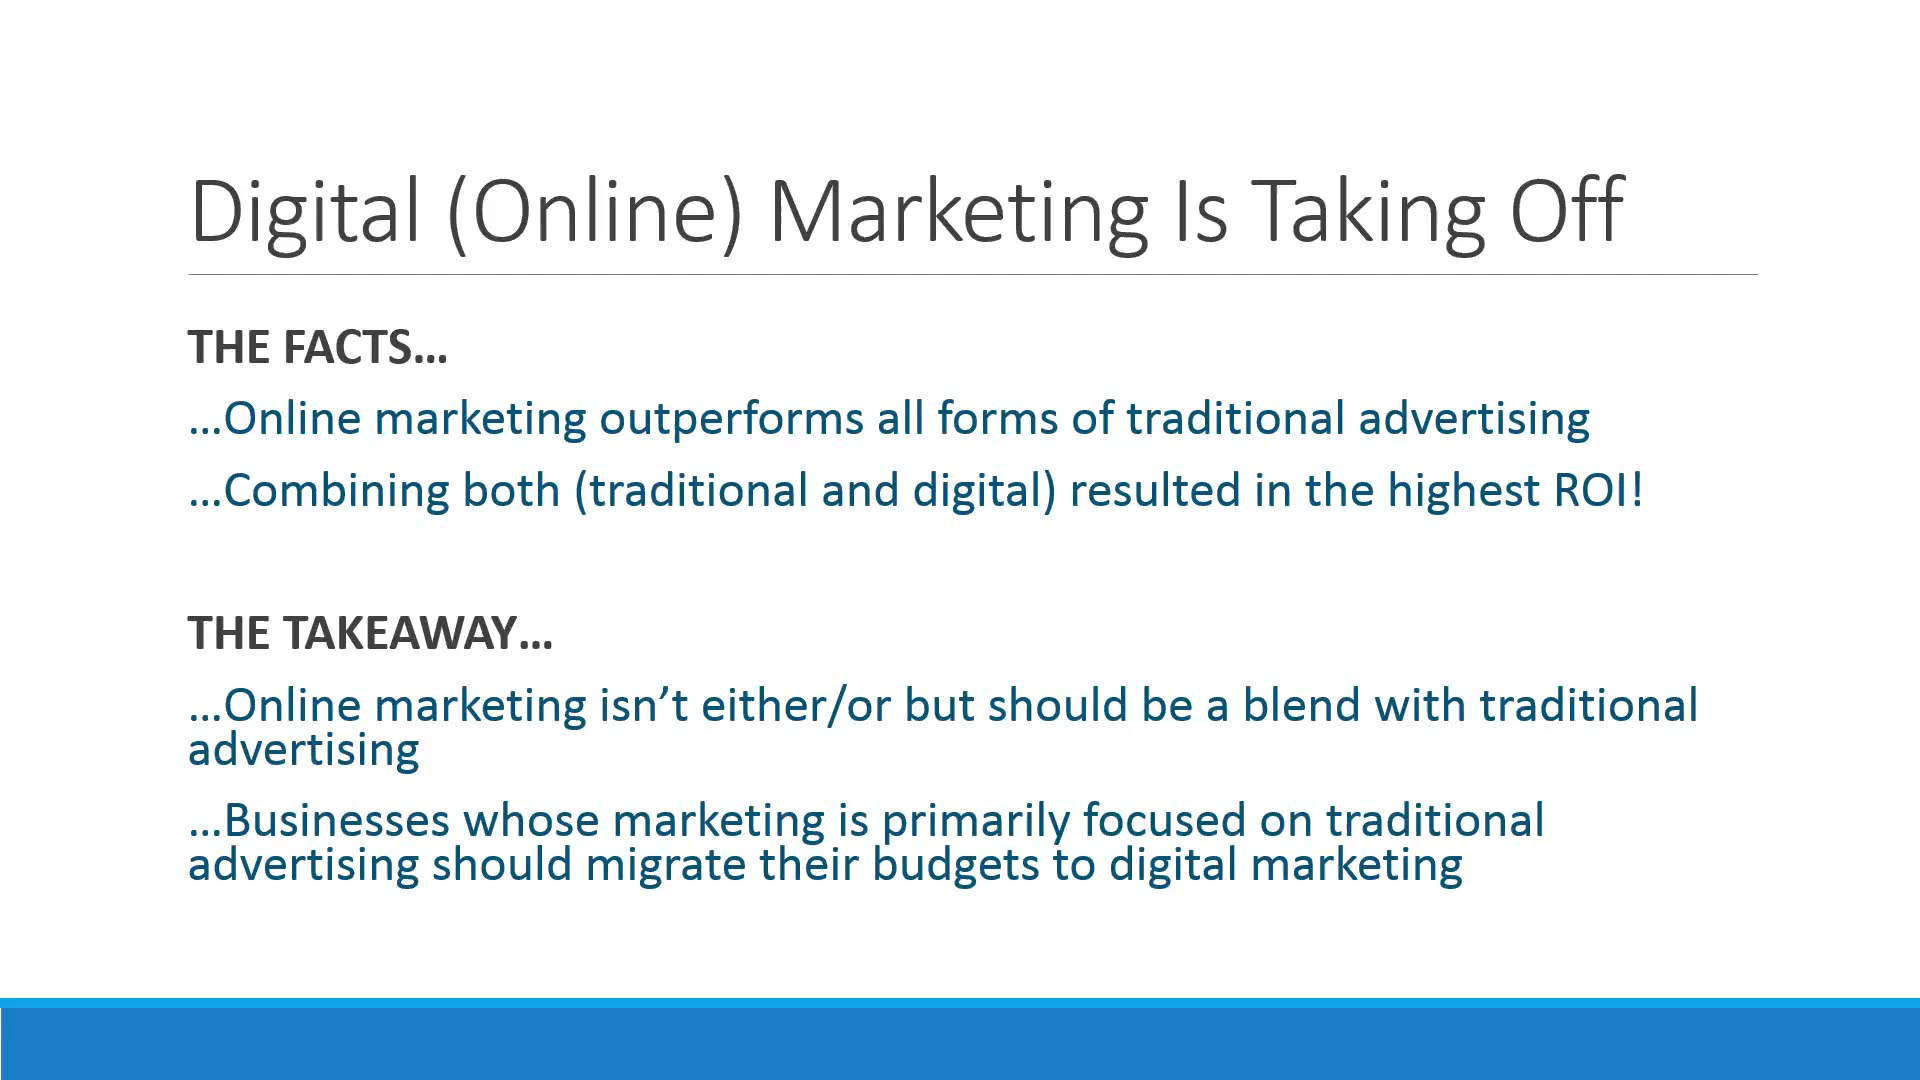 Digital (Online) Marketing Is Taking Off
THE FACTS…
…Online marketing outperforms all forms of traditional advertising
…Combining both (traditional and digital) resulted in the highest ROI!
THE TAKEAWAY…
…Online marketing isn’t either/or but should be a blend with traditional
advertising
…Businesses whose marketing is primarily focused on traditional
advertising should migrate their budgets to digital marketing